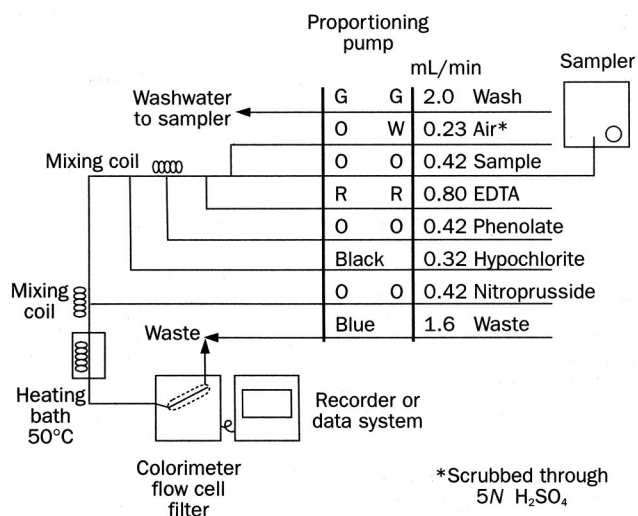 Proportioning
pump
mL/min
Sampler
Washwater
to sampler
G G 2.0 Wash
O W 0.23 Air*
Mixing coil
O O 0.42 Sample
R R 0.80 EDTA
O O 0.42 Phenolate
Black 0.32 Hypochlorite
Mixing
coil
O O 0.42 Nitroprusside
Waste
Blue 1.6 Waste
Heating
bath
50°C
Recorder or
data system
Colorimeter
flow cell
filter
*Scrubbed through
5N H₂SO₄